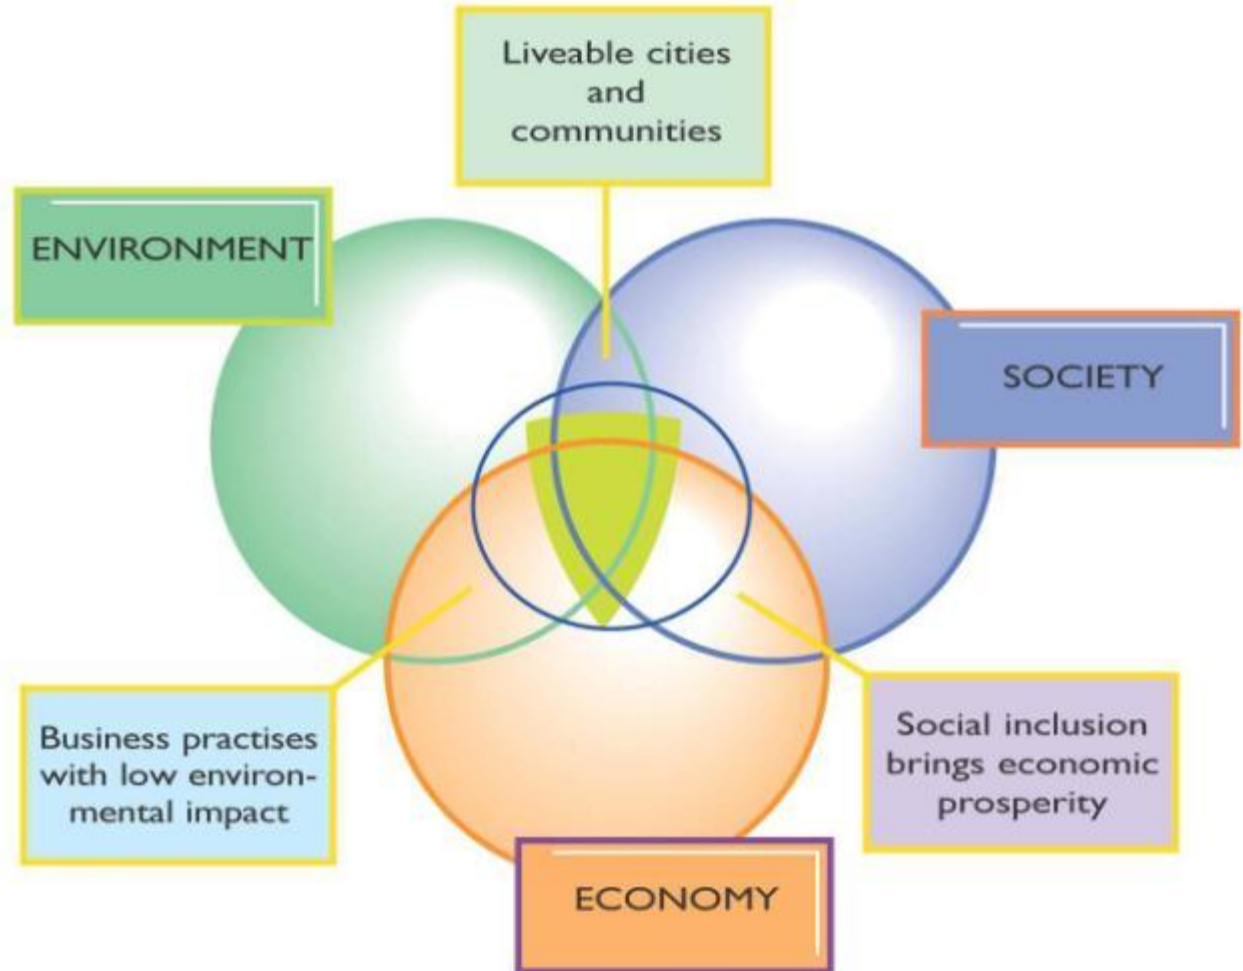 Liveable cities
and
communities
ENVIRONMENT
SOCIETY
Business practises
with low environ-
mental impact
Social inclusion
brings economic
prosperity
ECONOMY